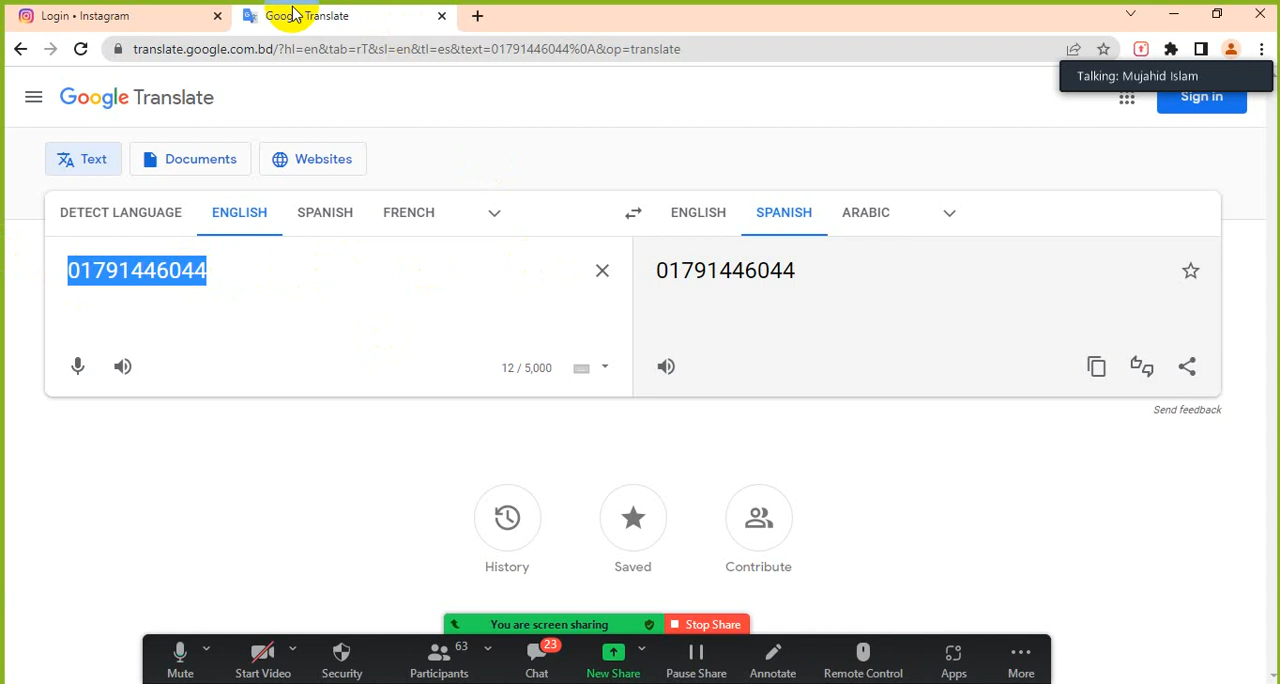 Login • Instagram
Google Translate
translate.google.com.bd/?hl=en&tab=rT&sl=en&tl=es&text=01791446044%0A&op=translate
Talking: Mujahid Islam
Google Translate
Sign in
Text
Documents
Websites
DETECT LANGUAGE ENGLISH SPANISH FRENCH
ENGLISH SPANISH ARABIC
01791446044
01791446044
12 / 5,000
Send feedback
History
Saved
Contribute
You are screen sharing
Stop Share
63
23
Mute
Start Video
Security
Participants
Chat
New Share
Pause Share
Annotate
Remote Control
Apps
More